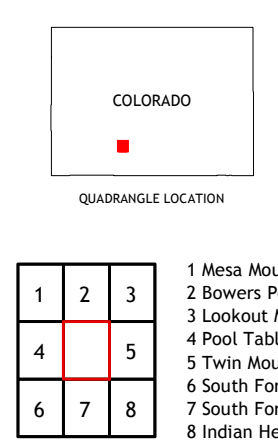 COLORADO
QUADRANGLE LOCATION
1 2 3
4 5
6 7 8
1 Mesa
2 Bowers
3 Lookout
4 Pool
5 Twin
6 South
7 South
8 Indian